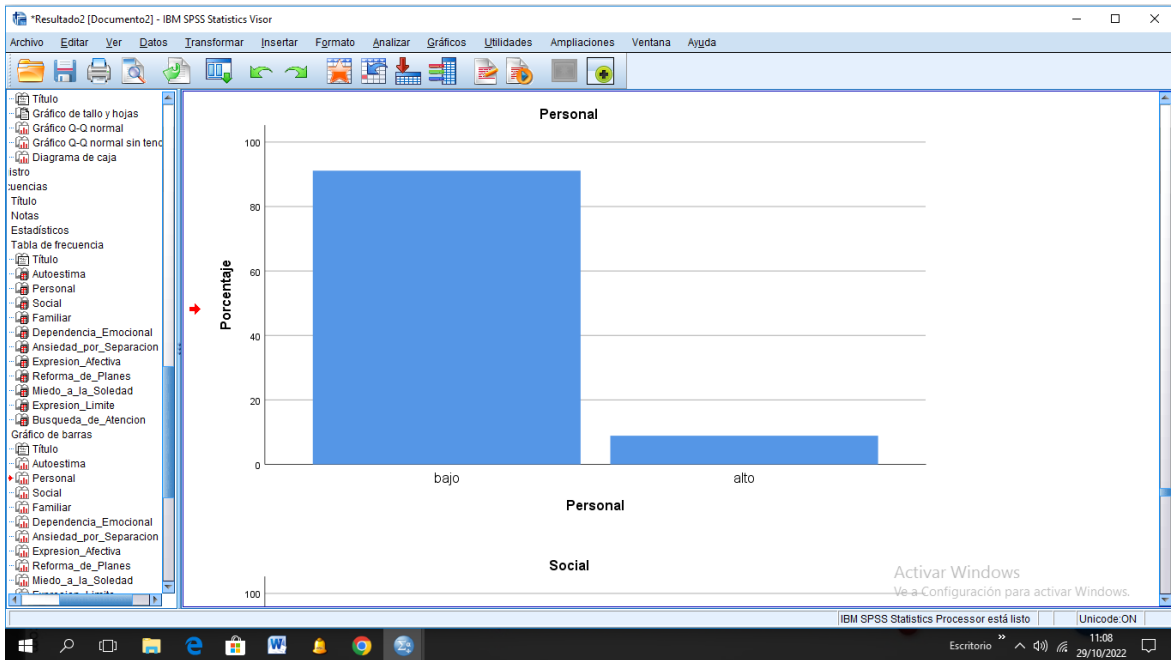 *Resultado2 [Documento2] - IBM SPSS Statistics Visor
Archivo Editar Ver Datos Transformar Insertar Formato Analizar Gráficos Utilidades Ampliaciones Ventana Ayuda
Título
Gráfico de tallo y hojas
Gráfico Q-Q normal
Gráfico Q-Q normal sin tend
Diagrama de caja
istro
cuencias
Título
Notas
Estadísticos
Tabla de frecuencia
Título
Autoestima
Personal
Social
Familiar
Dependencia_Emocional
Ansiedad_por_Separacion
Expresion_Afectiva
Reforma_de_Planes
Miedo_a_la_Soledad
Expresion_Limite
Busqueda_de_Atencion
Gráfico de barras
Título
Autoestima
Personal
Social
Familiar
Dependencia_Emocional
Ansiedad_por_Separacion
Expresion_Afectiva
Reforma_de_Planes
Miedo_a_la_Soledad
Personal
100
80
60
40
20
0
Porcentaje
bajo alto
Personal
Social
100
Activar Windows
Ve a Configuración para activar Windows.
IBM SPSS Statistics Processor está listo Unicode:ON
Escritorio 11:08
29/10/2022